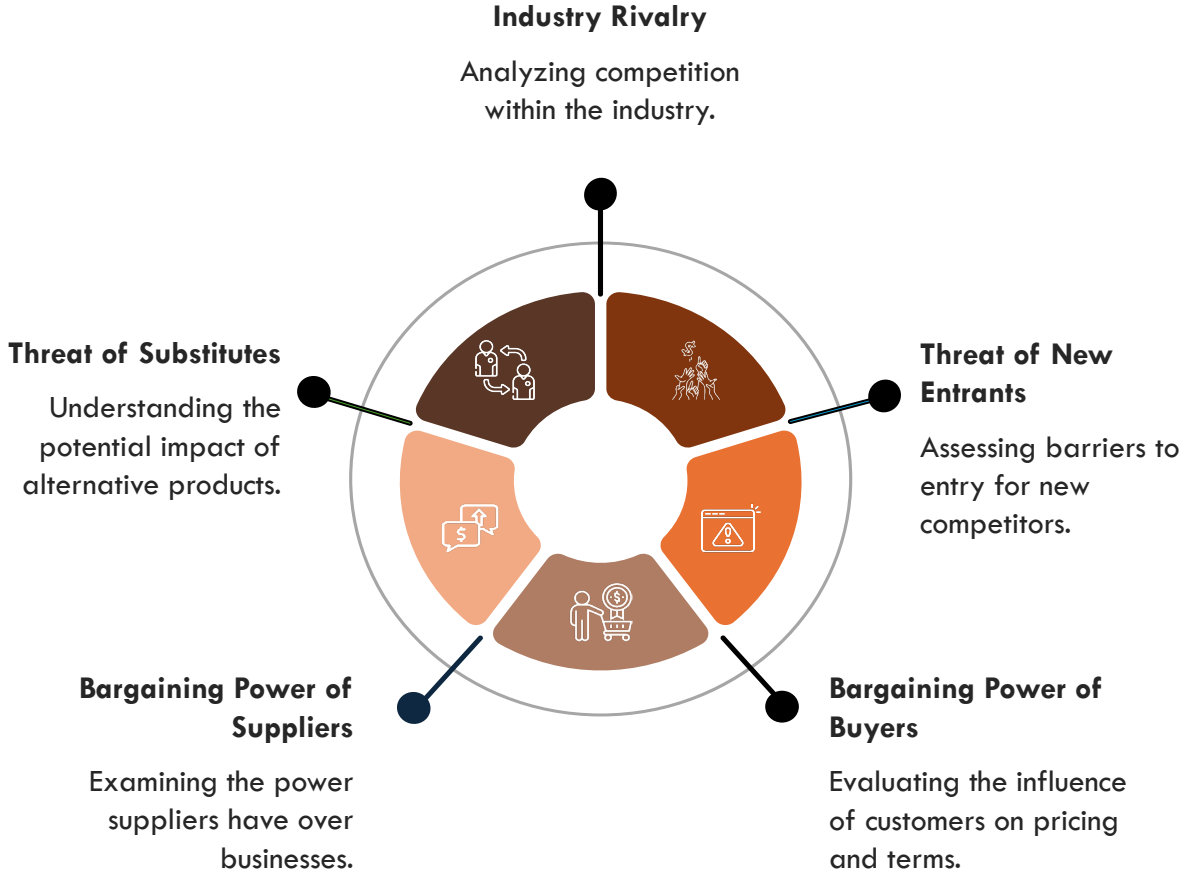 Industry Rivalry
Analyzing competition
within the industry.
Threat of Substitutes
Understanding the
potential impact of
alternative products.
Threat of New
Entrants
Assessing barriers to
entry for new
competitors.
$
$
$
Bargaining Power of
Suppliers
Examining the power
suppliers have over
businesses.
Bargaining Power of
Buyers
Evaluating the influence
of customers on pricing
and terms.